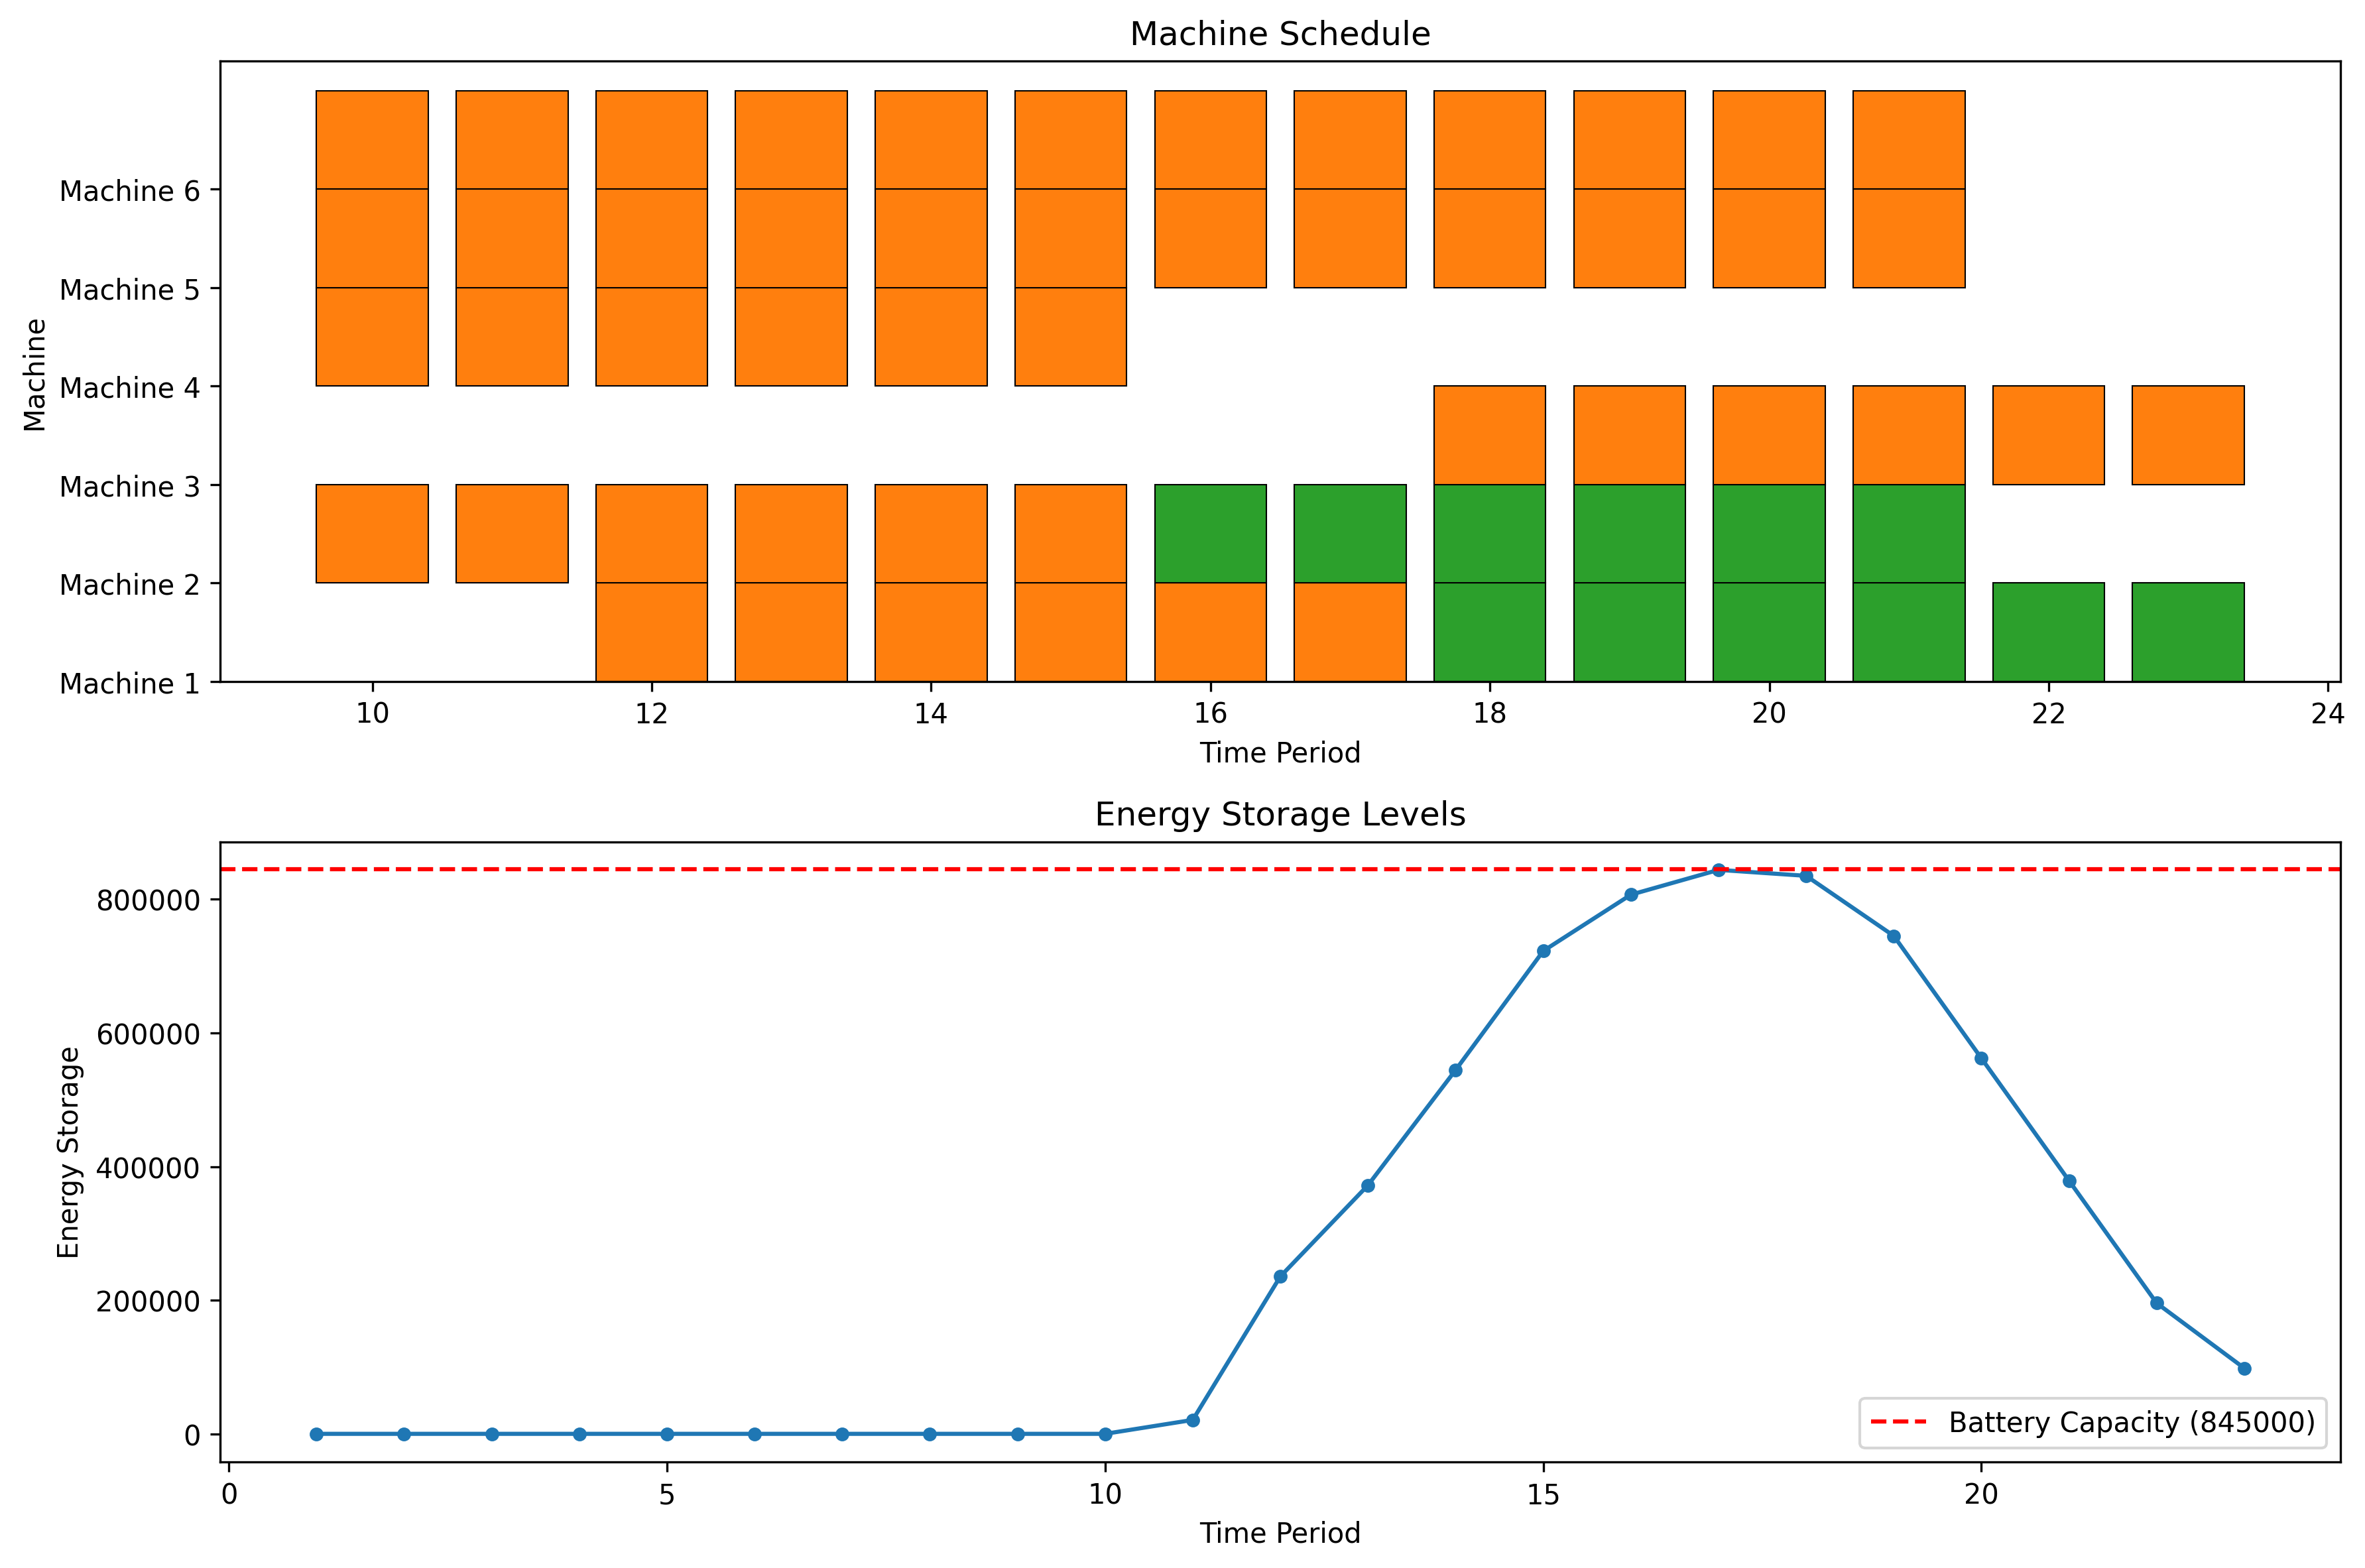 Machine Schedule
Machine
Machine 6
Machine 5
Machine 4
Machine 3
Machine 2
Machine 1
10 12 14 16 18 20 22 24
Time Period
Energy Storage Levels
Energy Storage
800000
600000
400000
200000
0
Battery Capacity (845000)
0 5 10 15 20
Time Period